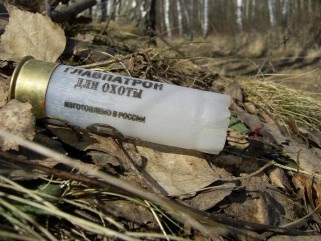 ГЛАВПАТРОН
ДЛЯ ОХОТЫ
ИЗГОТОВЛЕНО В РОССИИ